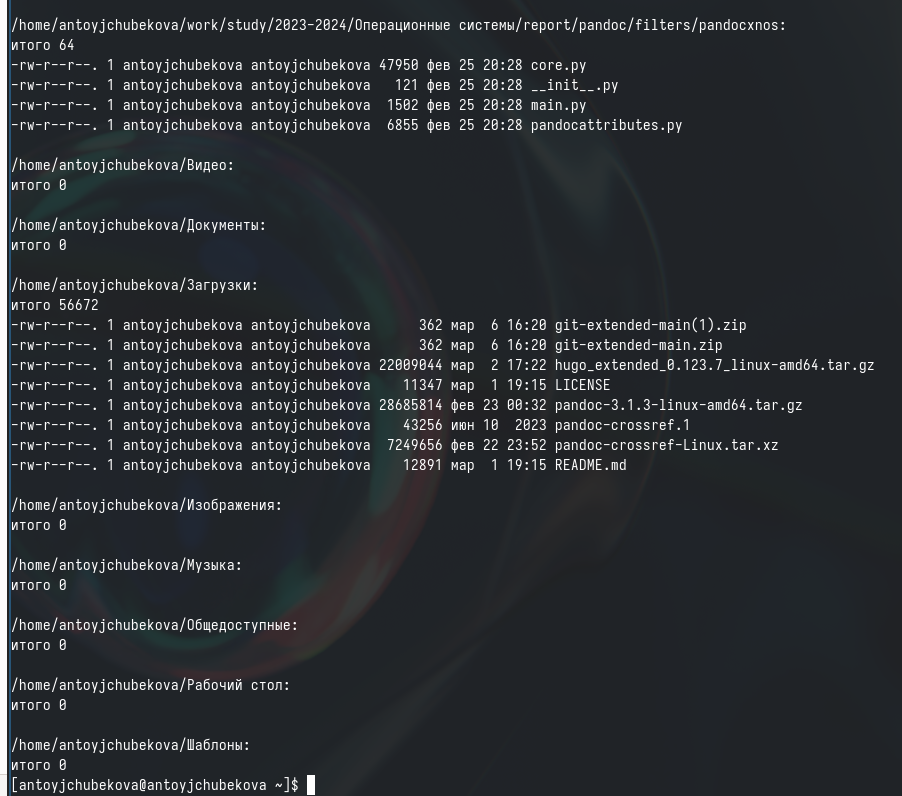 /home/antoyjchubekova/work/study/2023-2024/Операционные системы/report/pandoc/filters/pandocxnos:
итого 64
-rw-r--r--. 1 antoyjchubekova antoyjchubekova 47950 фев 25 20:28 core.py
-rw-r--r--. 1 antoyjchubekova antoyjchubekova   121 фев 25 20:28 __init__.py
-rw-r--r--. 1 antoyjchubekova antoyjchubekova  1502 фев 25 20:28 main.py
-rw-r--r--. 1 antoyjchubekova antoyjchubekova  6855 фев 25 20:28 pandocattributes.py

/home/antoyjchubekova/Видео:
итого 0

/home/antoyjchubekova/Документы:
итого 0

/home/antoyjchubekova/Загрузки:
итого 56672
-rw-r--r--. 1 antoyjchubekova antoyjchubekova      362 мар  6 16:20 git-extended-main(1).zip
-rw-r--r--. 1 antoyjchubekova antoyjchubekova      362 мар  6 16:20 git-extended-main.zip
-rw-r--r--. 1 antoyjchubekova antoyjchubekova 22009044 мар  2 17:22 hugo_extended_0.123.7_linux-amd64.tar.gz
-rw-r--r--. 1 antoyjchubekova antoyjchubekova    11347 мар  1 19:15 LICENSE
-rw-r--r--. 1 antoyjchubekova antoyjchubekova 28685814 фев 23 00:32 pandoc-3.1.3-linux-amd64.tar.gz
-rw-r--r--. 1 antoyjchubekova antoyjchubekova    43256 июн 10  2023 pandoc-crossref.1
-rw-r--r--. 1 antoyjchubekova antoyjchubekova  7249656 фев 22 23:52 pandoc-crossref-Linux.tar.xz
-rw-r--r--. 1 antoyjchubekova antoyjchubekova    12891 мар  1 19:15 README.md

/home/antoyjchubekova/Изображения:
итого 0

/home/antoyjchubekova/Музыка:
итого 0

/home/antoyjchubekova/Общедоступные:
итого 0

/home/antoyjchubekova/Рабочий стол:
итого 0

/home/antoyjchubekova/Шаблоны:
итого 0
[antoyjchubekova@antoyjchubekova ~]$